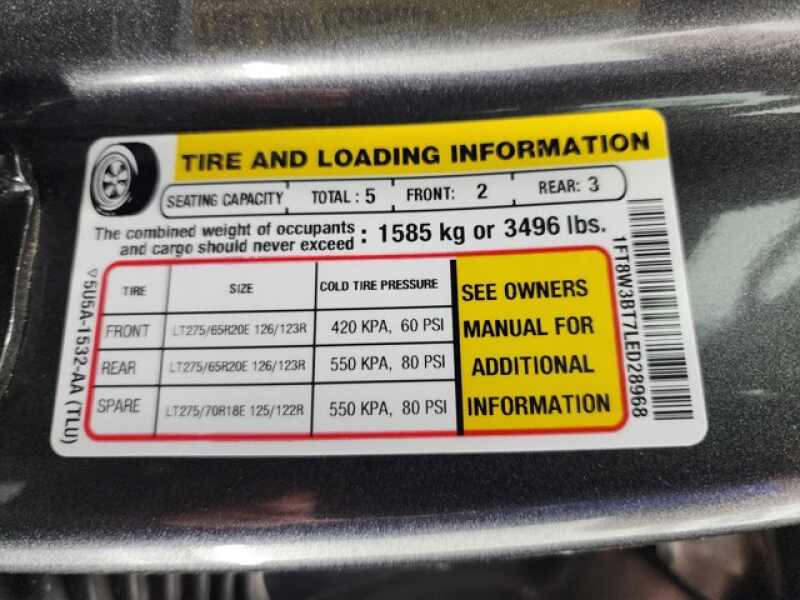 TIRE AND LOADING INFORMATION
SEATING CAPACITY TOTAL : 5 FRONT: 2 REAR: 3
The combined weight of occupants
and cargo should never exceed : 1585 kg or 3496 lbs.
TIRE SIZE COLD TIRE PRESSURE
FRONT LT275/65R20E 126/123R 420 KPA, 60 PSI
REAR LT275/65R20E 126/123R 550 KPA, 80 PSI
SPARE LT275/70R18E 125/122R 550 KPA, 80 PSI
SEE OWNERS
MANUAL FOR
ADDITIONAL
INFORMATION
5U5A-1532-AA (TLU)
1FT8W3BT7LED28968